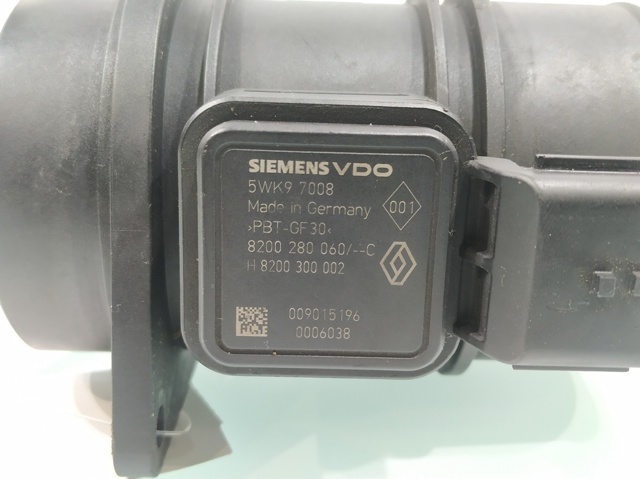 SIEMENS VDO
5WK9 7008
Made in Germany
001
>PBT-GF30<
8200 280 060/--C
H 8200 300 002
009015196
0006038